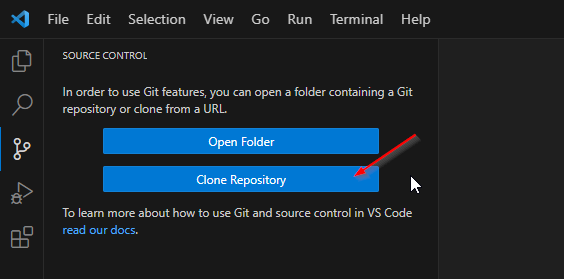 File Edit Selection View Go Run Terminal Help
SOURCE CONTROL
In order to use Git features, you can open a folder containing a Git
repository or clone from a URL.
Open Folder
Clone Repository
To learn more about how to use Git and source control in VS Code
read our docs.